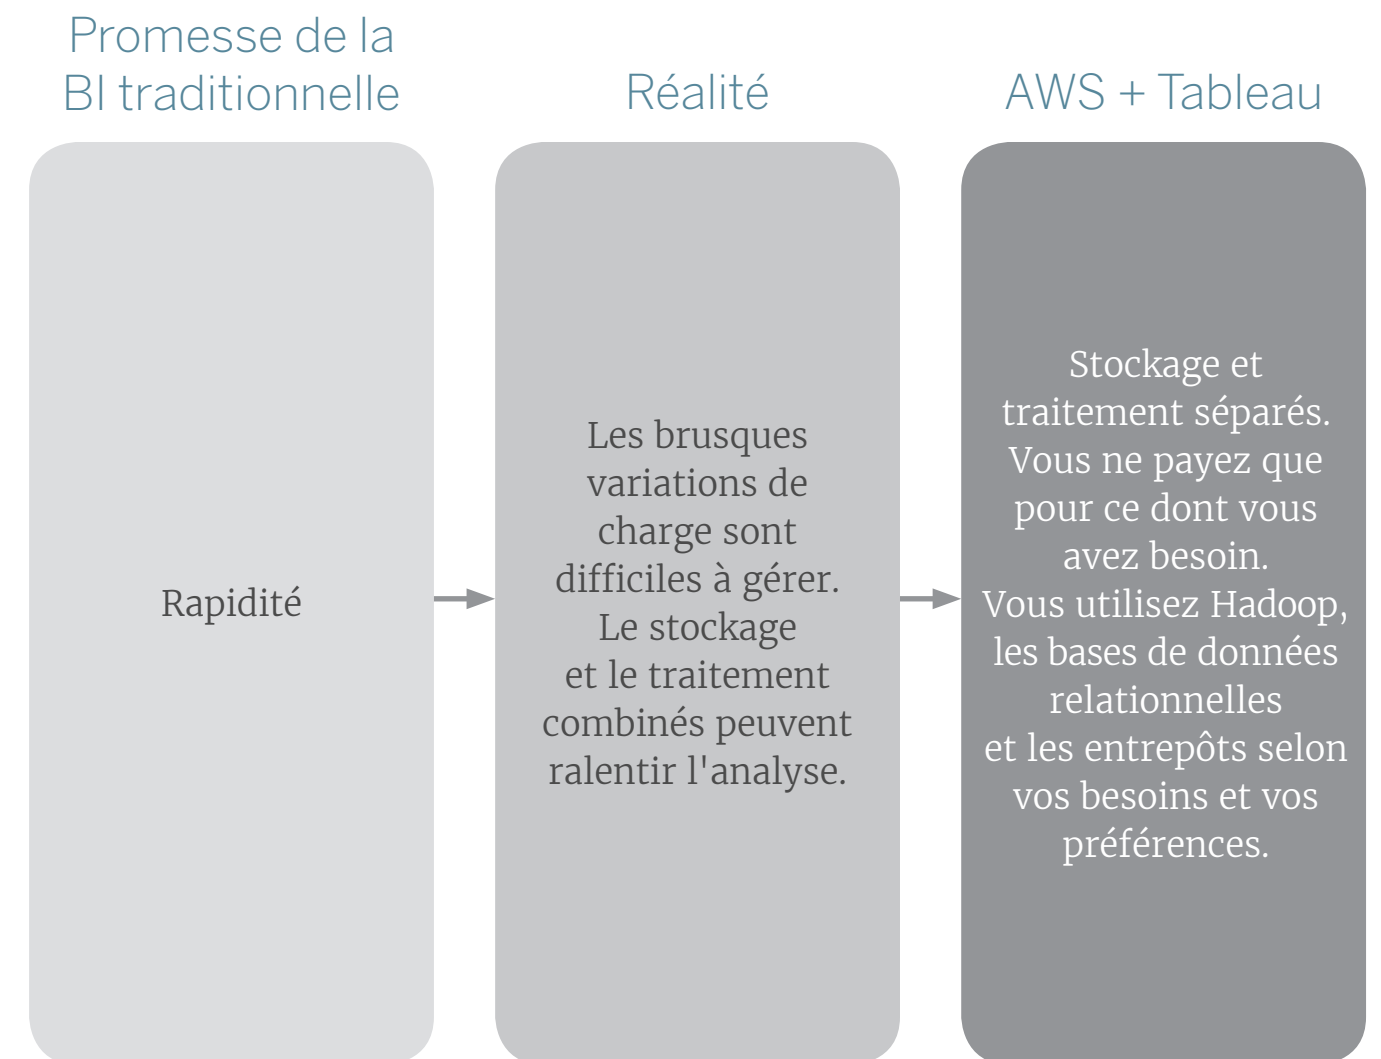 Promesse de la
BI traditionnelle
Réalité
AWS + Tableau
Rapidité
Les brusques
variations de
charge sont
difficiles à gérer.
Le stockage
et le traitement
combinés peuvent
ralentir l'analyse.
Stockage et
traitement séparés.
Vous ne payez que
pour ce dont vous
avez besoin.
Vous utilisez Hadoop,
les bases de données
relationnelles
et les entrepôts selon
vos besoins et vos
préférences.